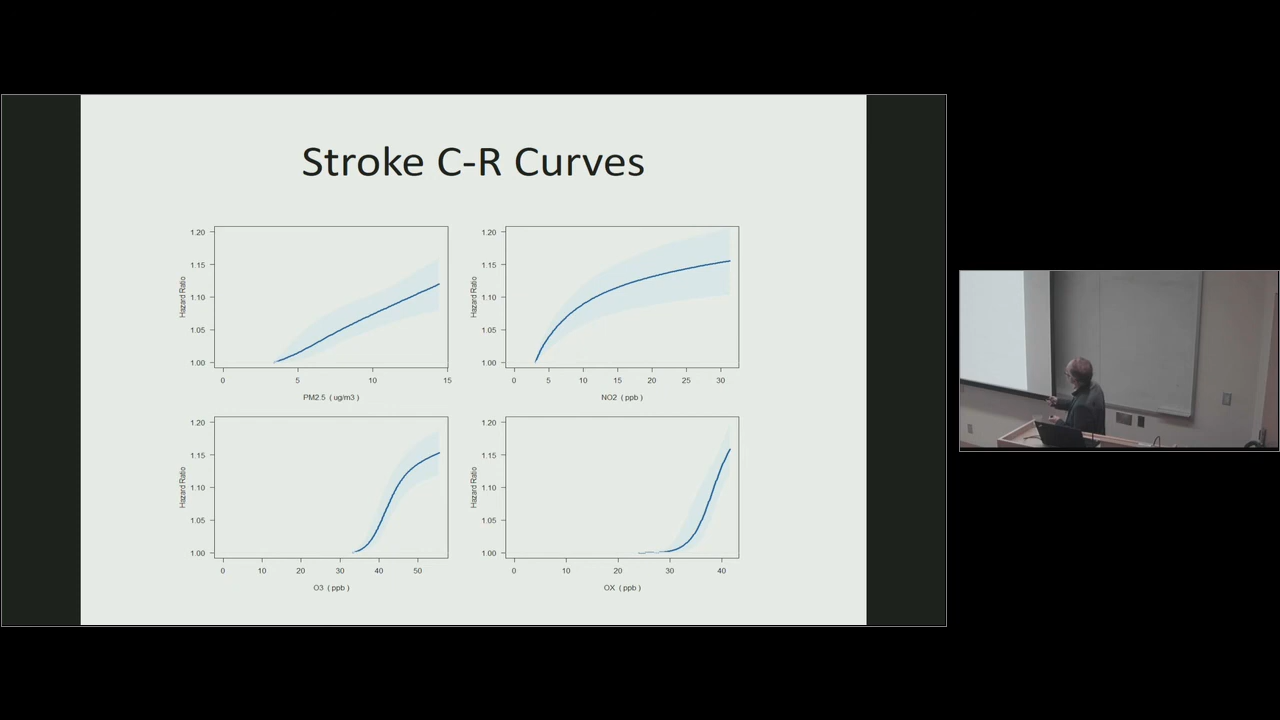 Stroke C-R Curves
1.20
1.15
1.10
1.05
1.00
Hazard Ratio
0 5 10 15
PM2.5 ( ug/m3 )
1.20
1.15
1.10
1.05
1.00
Hazard Ratio
0 5 10 15 20 25 30
NO2 ( ppb )
1.20
1.15
1.10
1.05
1.00
Hazard Ratio
0 10 20 30 40 50
O3 ( ppb )
1.20
1.15
1.10
1.05
1.00
Hazard Ratio
0 10 20 30 40
OX ( ppb )